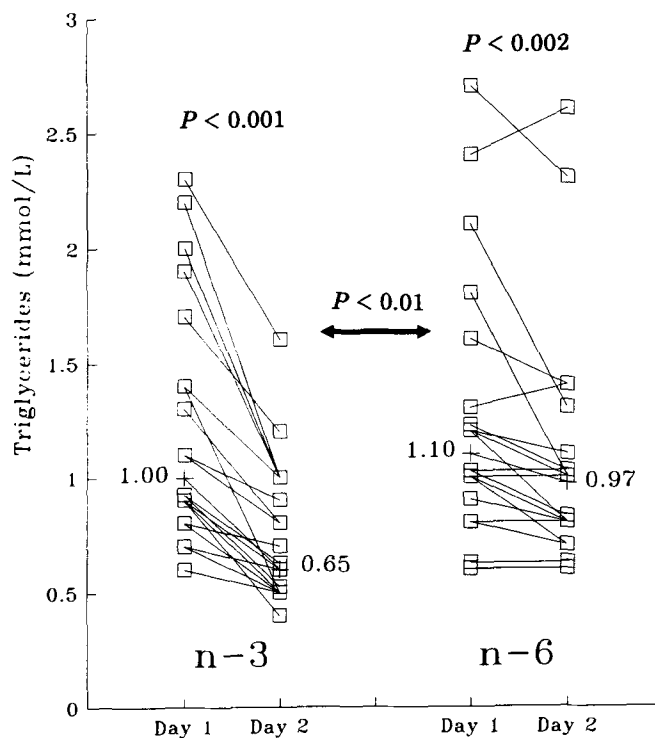 3
P < 0.002
2.5
P < 0.001
2
P < 0.01
1.5
1.10
1.00
1
0.97
0.65
0.5
n-3
n-6
0
Day 1 Day 2 Day 1 Day 2
Triglycerides (mmol/L)